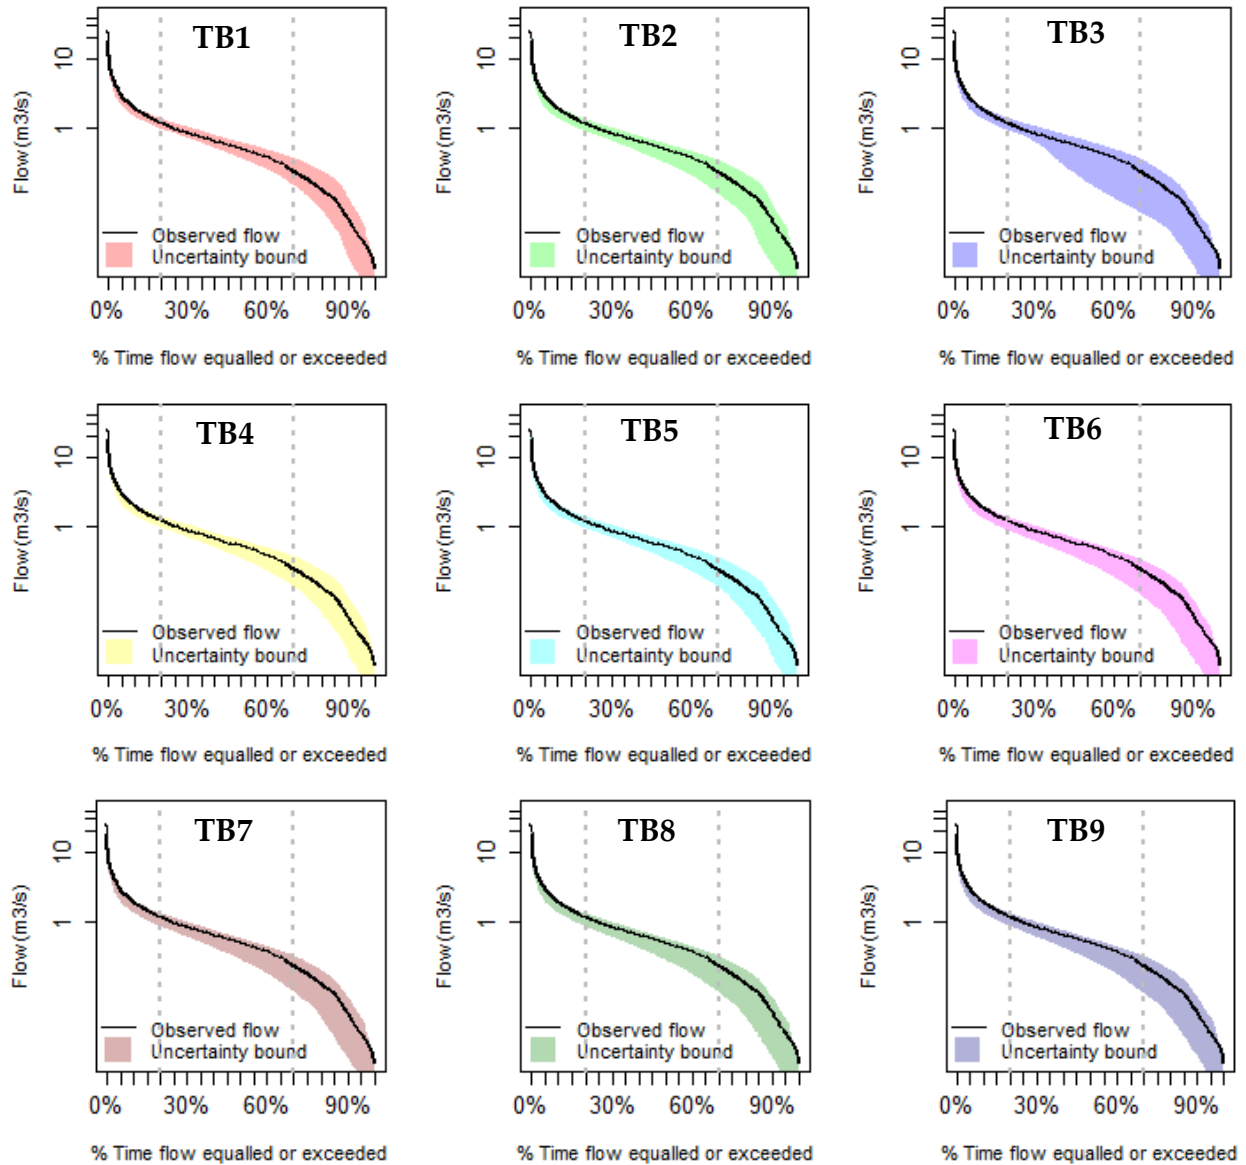 TB1
10
1
Flow (m3/s)
Observed flow
Uncertainty bound
0% 30% 60% 90%
% Time flow equalled or exceeded
TB2
10
1
Flow (m3/s)
Observed flow
Uncertainty bound
0% 30% 60% 90%
% Time flow equalled or exceeded
TB3
10
1
Flow (m3/s)
Observed flow
Uncertainty bound
0% 30% 60% 90%
% Time flow equalled or exceeded
TB4
10
1
Flow (m3/s)
Observed flow
Uncertainty bound
0% 30% 60% 90%
% Time flow equalled or exceeded
TB5
10
1
Flow (m3/s)
Observed flow
Uncertainty bound
0% 30% 60% 90%
% Time flow equalled or exceeded
TB6
10
1
Flow (m3/s)
Observed flow
Uncertainty bound
0% 30% 60% 90%
% Time flow equalled or exceeded
TB7
10
1
Flow (m3/s)
Observed flow
Uncertainty bound
0% 30% 60% 90%
% Time flow equalled or exceeded
TB8
10
1
Flow (m3/s)
Observed flow
Uncertainty bound
0% 30% 60% 90%
% Time flow equalled or exceeded
TB9
10
1
Flow (m3/s)
Observed flow
Uncertainty bound
0% 30% 60% 90%
% Time flow equalled or exceeded